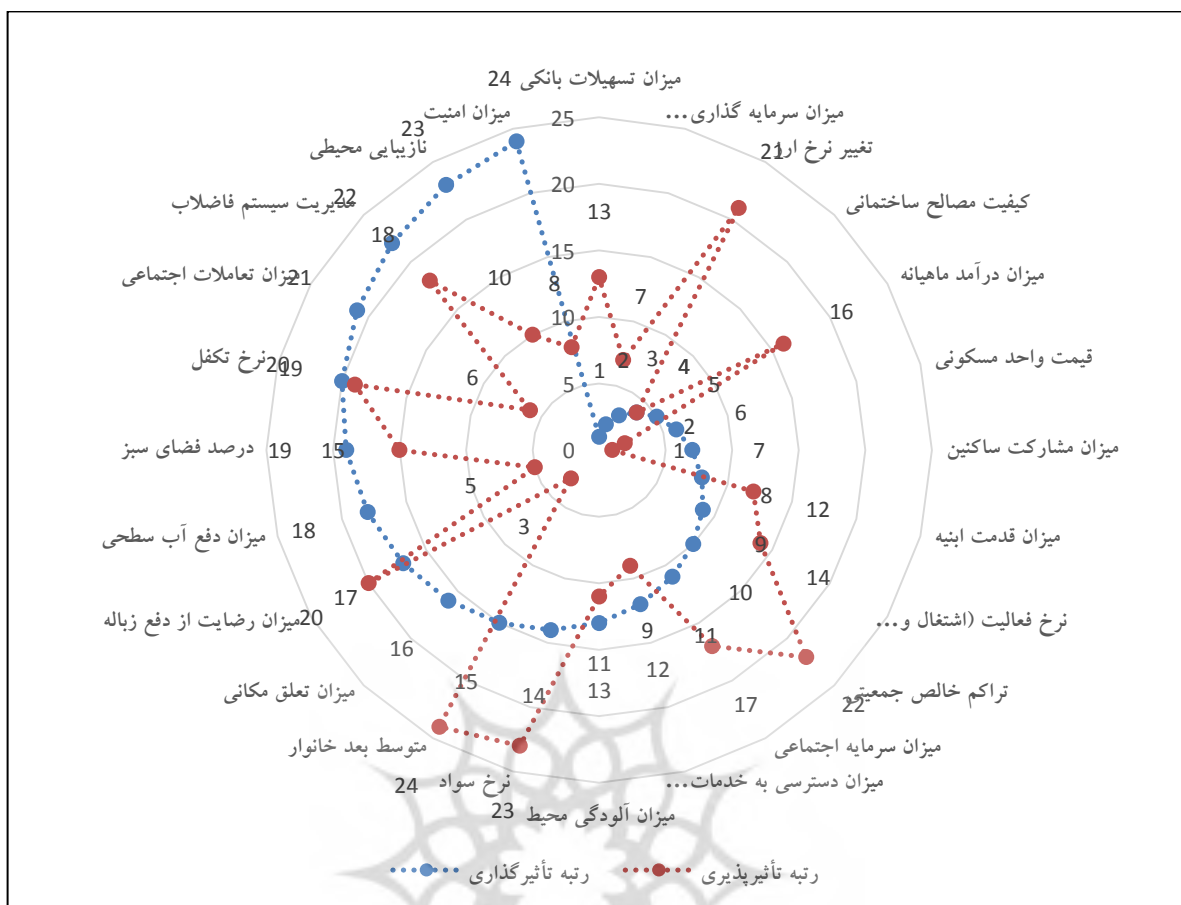 میزان تسهیلات بانکی
میزان سرمایه گذاری...
تغییر نرخ ارز
کیفیت مصالح ساختمانی
میزان درآمد ماهیانه
قیمت واحد مسکونی
میزان مشارکت ساکنین
میزان قدمت ابنیه
نرخ فعالیت (اشتغال و...
تراکم خالص جمعیتی
میزان سرمایه اجتماعی
میزان دسترسی به خدمات...
میزان آلودگی محیط
نرخ سواد
متوسط بعد خانوار
میزان تعلق مکانی
میزان رضایت از دفع زباله
میزان دفع آب سطحی
درصد فضای سبز
نرخ تکفل
میزان تعاملات اجتماعی
مدیریت سیستم فاضلاب
نازیبایی محیطی
میزان امنیت
25
20
15
10
5
0
1
2
3
4
5
6
7
8
9
10
11
12
13
14
15
16
17
18
19
20
21
22
23
24
13
7
21
3
4
16
2
1
12
14
22
17
9
11
23
24
3
20
5
15
19
6
18
10
8
رتبه تأثیرگذاری
رتبه تأثیرپذیری